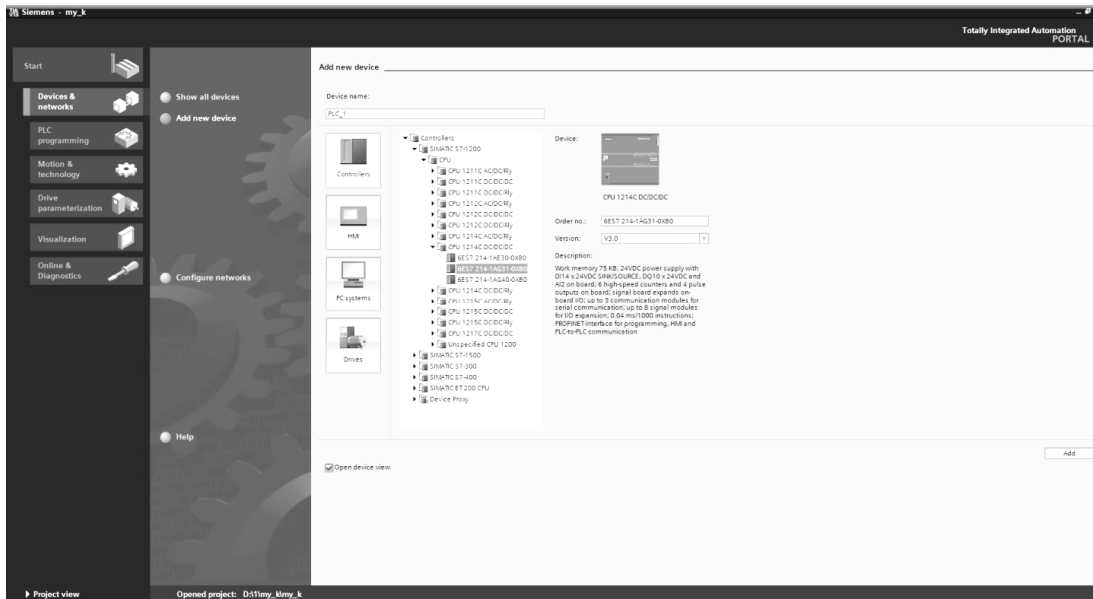 Siemens - my_k
Totally Integrated Automation
PORTAL
Start
Devices &
networks
PLC
programming
Motion &
technology
Drive
parameterization
Visualization
Online &
Diagnostics
Show all devices
Add new device
Configure networks
Help
Add new device
Device name:
PLC_1
Controllers
HMI
PC systems
Drives
Controllers
SIMATIC S7-1200
CPU
CPU 1211C AC/DC/Rly
CPU 1211C DC/DC/DC
CPU 1211C DC/DC/Rly
CPU 1212C AC/DC/Rly
CPU 1212C DC/DC/DC
CPU 1212C DC/DC/Rly
CPU 1214C AC/DC/Rly
CPU 1214C DC/DC/DC
6ES7 214-1AE30-0XB0
6ES7 214-1AG31-0XB0
6ES7 214-1AG40-0XB0
CPU 1214C DC/DC/Rly
CPU 1215C AC/DC/Rly
CPU 1215C DC/DC/DC
CPU 1215C DC/DC/Rly
CPU 1217C DC/DC/DC
Unspecified CPU 1200
SIMATIC S7-1500
SIMATIC S7-300
SIMATIC S7-400
SIMATIC ET 200 CPU
Device Proxy
Device:
CPU 1214C DC/DC/DC
Order no.: 6ES7 214-1AG31-0XB0
Version: V3.0
Description:
Work memory 75 KB; 24VDC power supply with
DI14 x 24VDC SINK/SOURCE, DQ10 x 24VDC and
AI2 on board; 6 high-speed counters and 4 pulse
outputs on board; signal board expands on-
board I/O; up to 3 communication modules for
serial communication; up to 8 signal modules
for I/O expansion; 0.04 ms/1000 instructions;
PROFINET interface for programming, HMI and
PLC-to-PLC communication
Add
Open device view
Project view
Opened project: D:\1\my_k\my_k